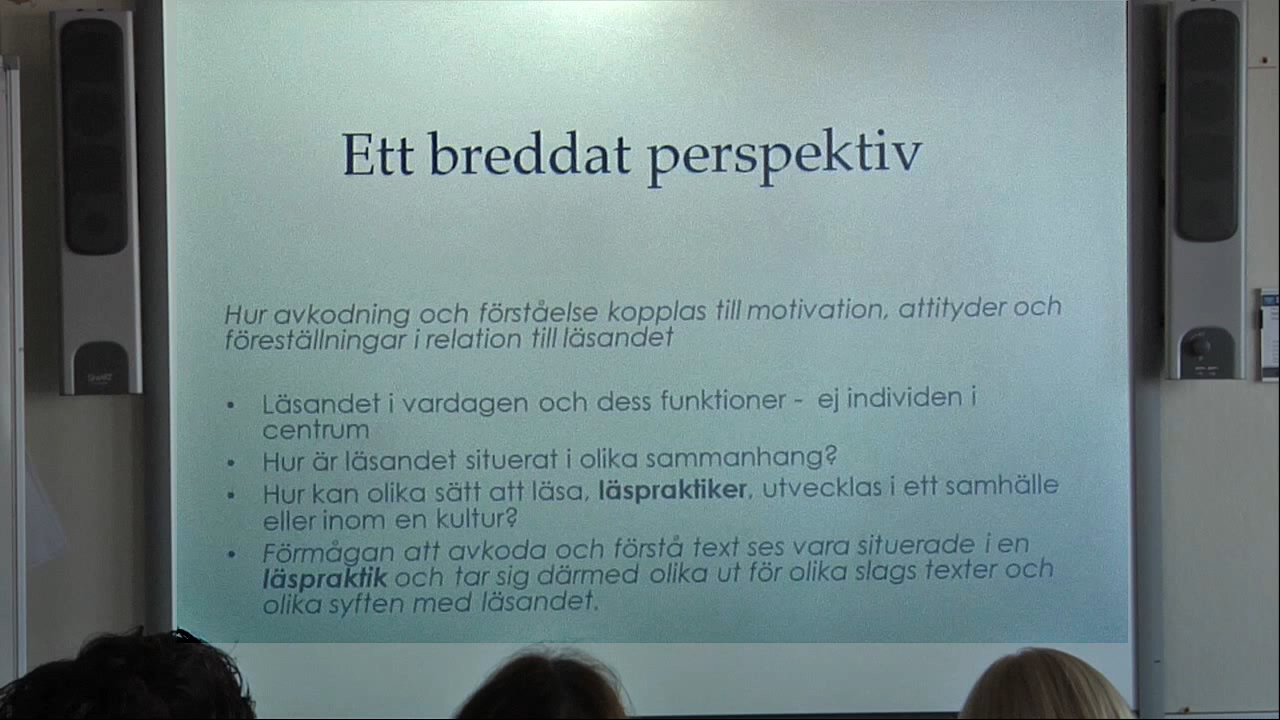 Ett breddat perspektiv
Hur avkodning och förståelse kopplas till motivation, attityder och
föreställningar i relation till läsandet
• Läsandet i vardagen och dess funktioner - ej individen i
centrum
• Hur är läsandet situerat i olika sammanhang?
• Hur kan olika sätt att läsa, läspraktiker, utvecklas i ett samhälle
eller inom en kultur?
• Förmågan att avkoda och förstå text ses vara situerade i en
läspraktik och tar sig därmed olika ut för olika slags texter och
olika syften med läsandet.
SMART